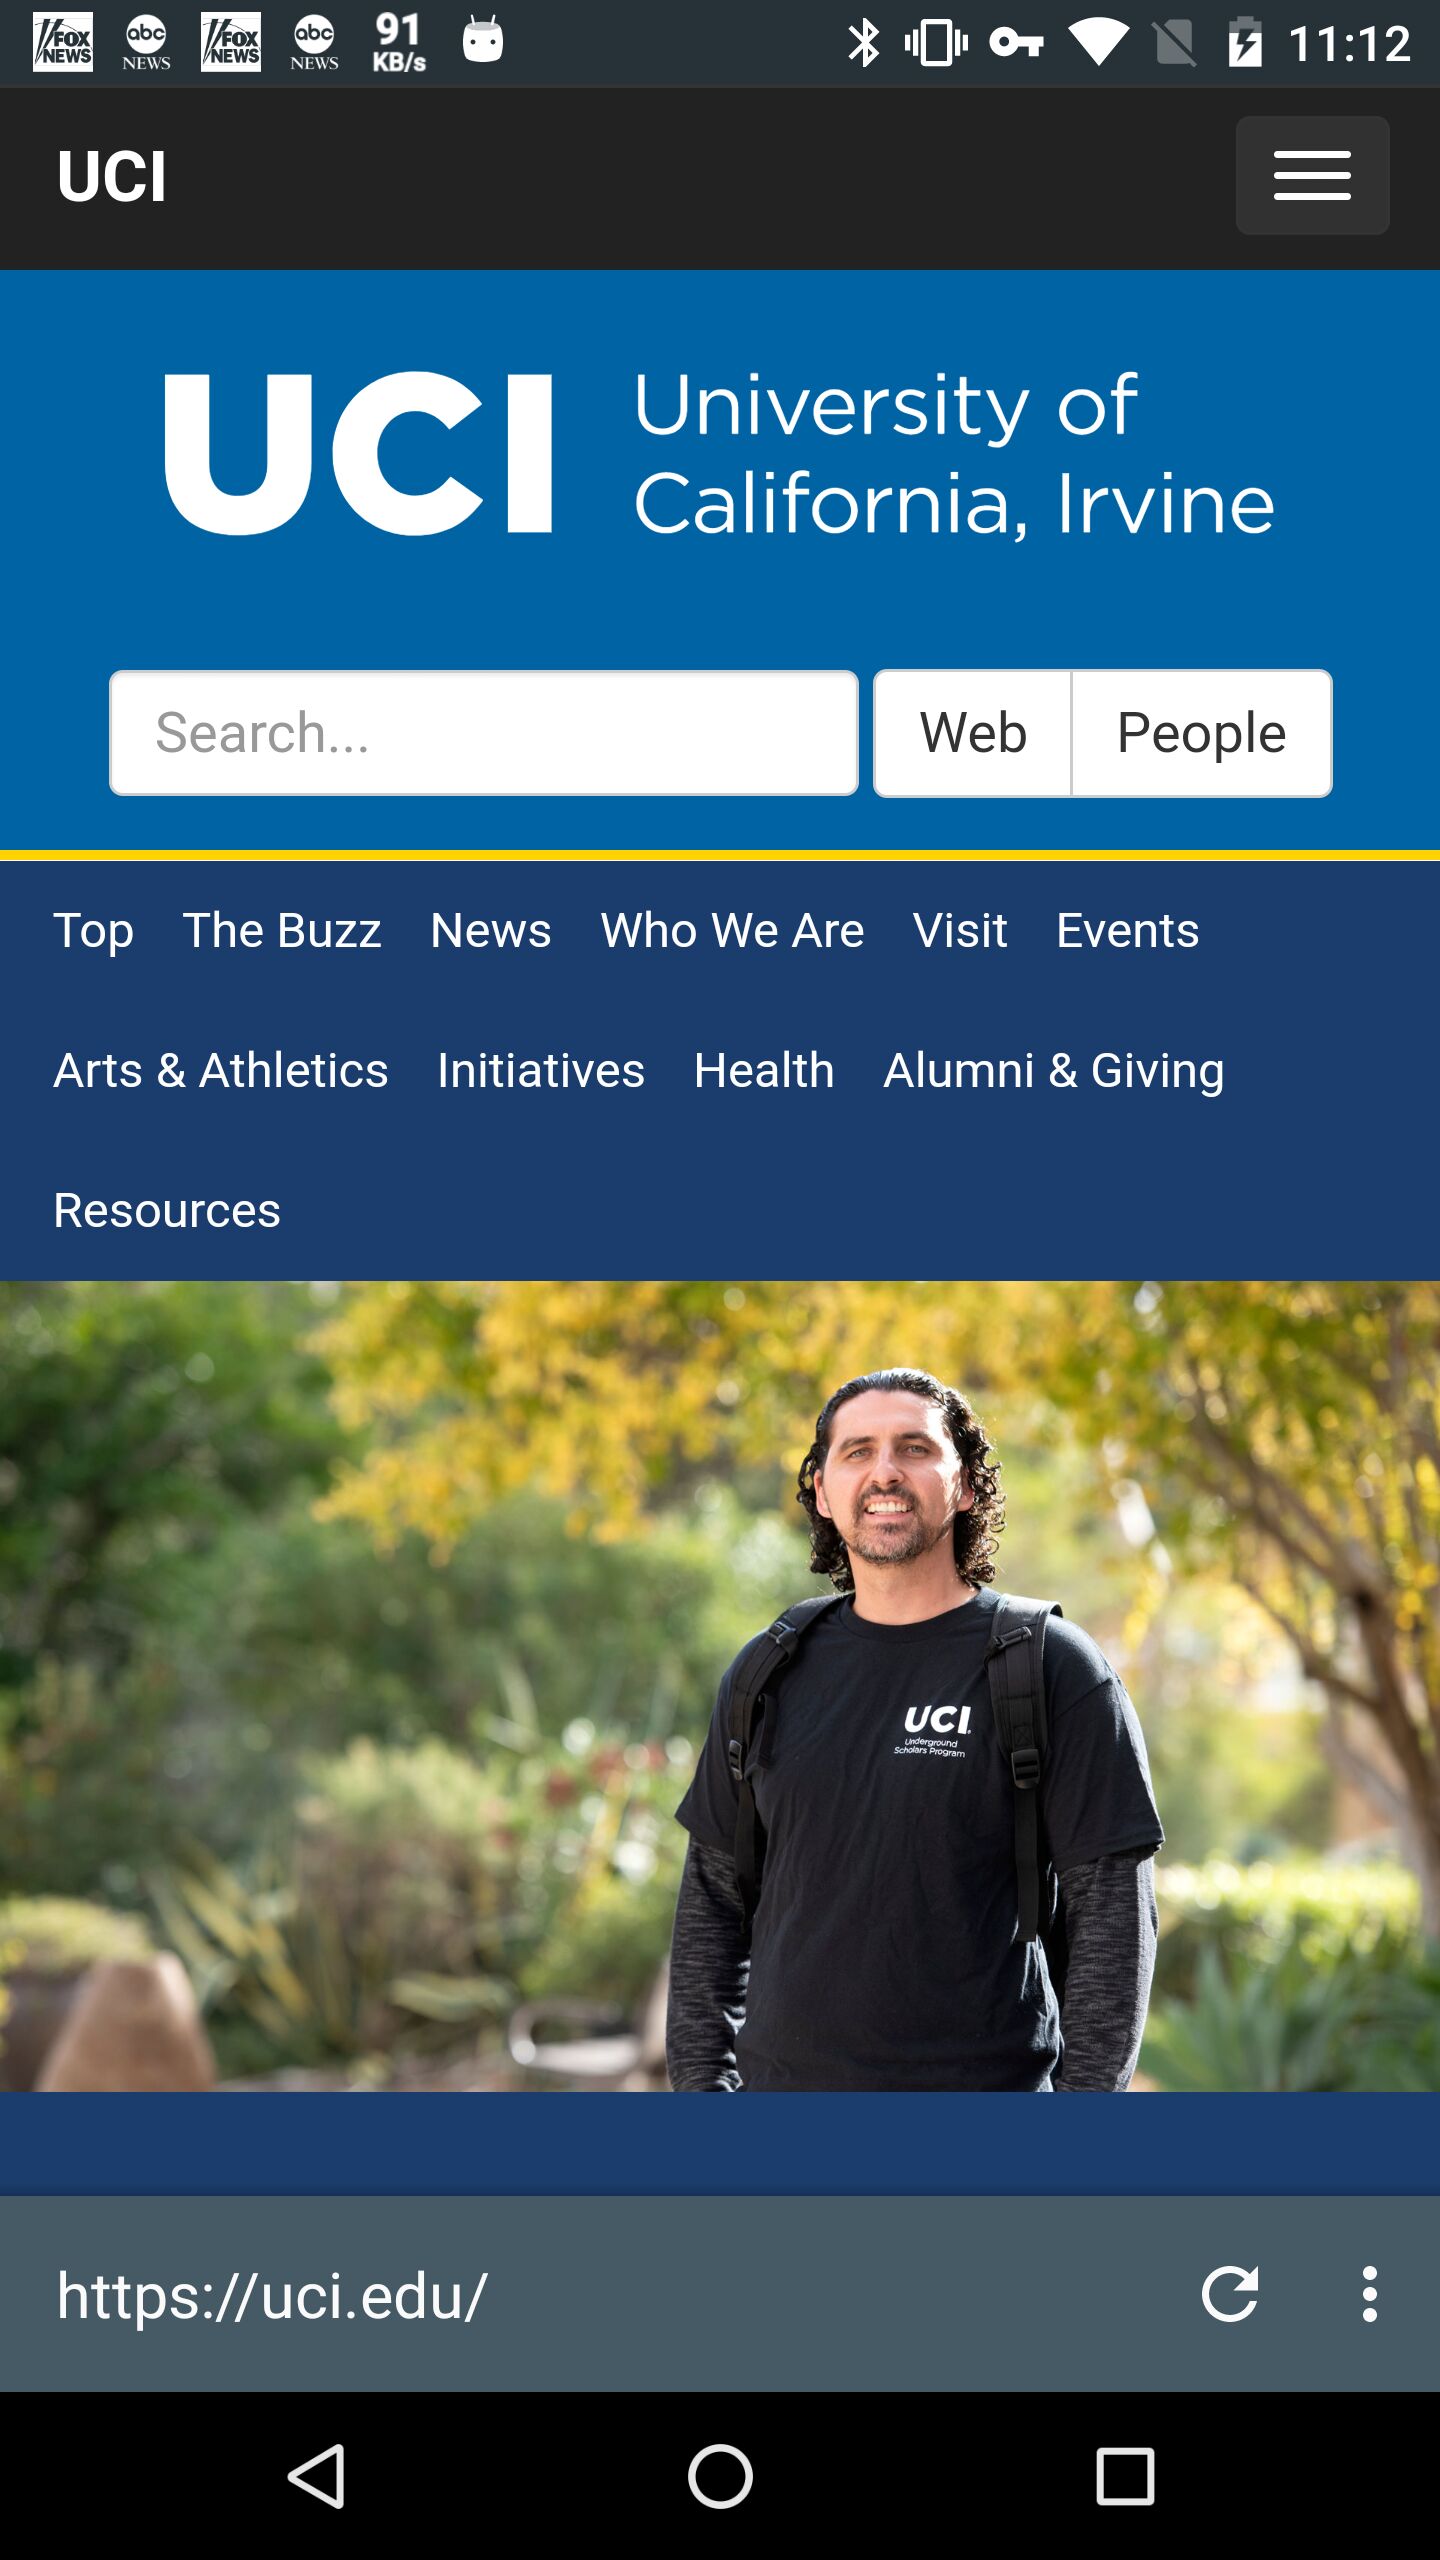 FOX NEWS abc NEWS FOX NEWS abc NEWS 91 KB/s 11:12
UCI
UCI University of
California, Irvine
Search... Web People
Top The Buzz News Who We Are Visit Events
Arts & Athletics Initiatives Health Alumni & Giving
Resources
UCI
Underground
Scholars Program
https://uci.edu/